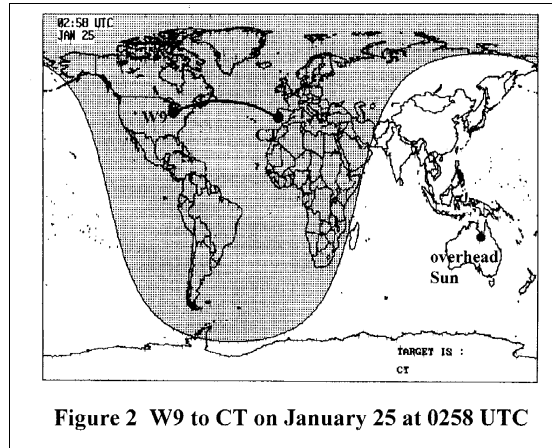 02:58 UTC
JAN 25
W9
CT
overhead
Sun
TARGET IS :
CT
Figure 2 W9 to CT on January 25 at 0258 UTC